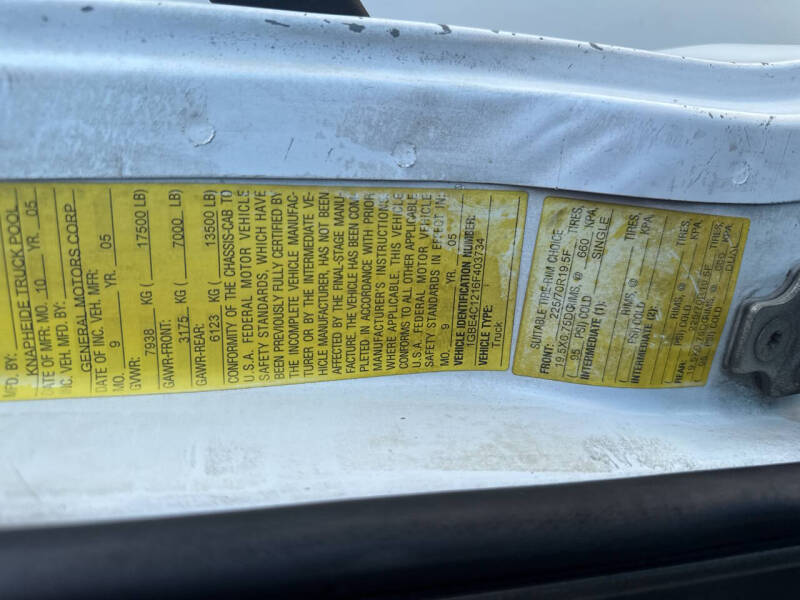 MFD. BY:
KNAPHEIDE TRUCK POOL
DATE OF MFR: MO. 10 YR. 05
INC. VEH. MFD. BY:
GENERAL MOTORS CORP.
DATE OF INC. VEH. MFR:
MO. 9 YR. 05
GVWR: 7938 KG ( 17500 LB)
GAWR-FRONT: 3175 KG ( 7000 LB)
GAWR-REAR: 6123 KG ( 13500 LB)
CONFORMITY OF THE CHASSIS-CAB TO
U.S.A. FEDERAL MOTOR VEHICLE
SAFETY STANDARDS, WHICH HAVE
BEEN PREVIOUSLY FULLY CERTIFIED BY
THE INCOMPLETE VEHICLE MANUFAC-
TURER OR BY THE INTERMEDIATE VE-
HICLE MANUFACTURER, HAS NOT BEEN
AFFECTED BY THE FINAL-STAGE MANU-
FACTURE. THE VEHICLE HAS BEEN COM-
PLETED IN ACCORDANCE WITH PRIOR
MANUFACTURER'S INSTRUCTIONS,
WHERE APPLICABLE. THIS VEHICLE
CONFORMS TO ALL OTHER APPLICABLE
U.S.A. FEDERAL MOTOR VEHICLE
SAFETY STANDARDS IN EFFECT IN:
MO. 9 YR. 05
VEHICLE IDENTIFICATION NUMBER:
1GBE4C1216F403734
VEHICLE TYPE:
Truck
SUITABLE TIRE-RIM CHOICE
FRONT: 225/70R19.5F TIRES,
19.5X6.75DC RIMS, @ 660 KPA,
( 95 PSI) COLD SINGLE
INTERMEDIATE (1): TIRES,
RIMS, @ KPA,
( PSI) COLD
INTERMEDIATE (2): TIRES,
RIMS, @ KPA,
( PSI) COLD
REAR TIRES,
( 95 PSI) COLD DUAL